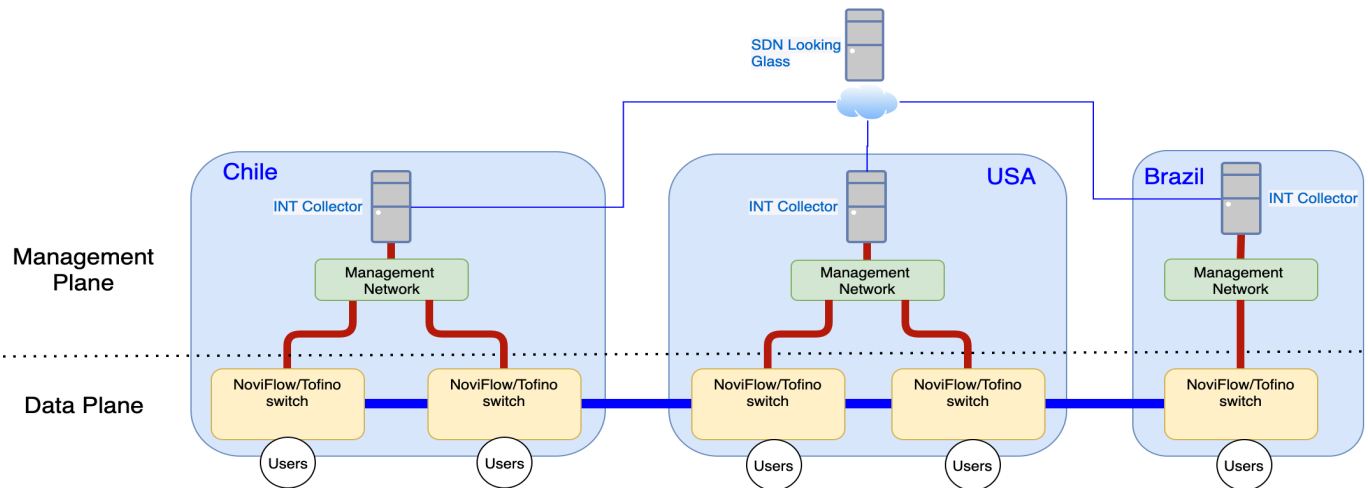 SDN Looking
Glass
Chile
USA
Brazil
INT Collector
INT Collector
INT Collector
Management
Plane
Management
Network
Management
Network
Management
Network
Data Plane
NoviFlow/Tofino
switch
NoviFlow/Tofino
switch
NoviFlow/Tofino
switch
NoviFlow/Tofino
switch
NoviFlow/Tofino
switch
Users
Users
Users
Users
Users